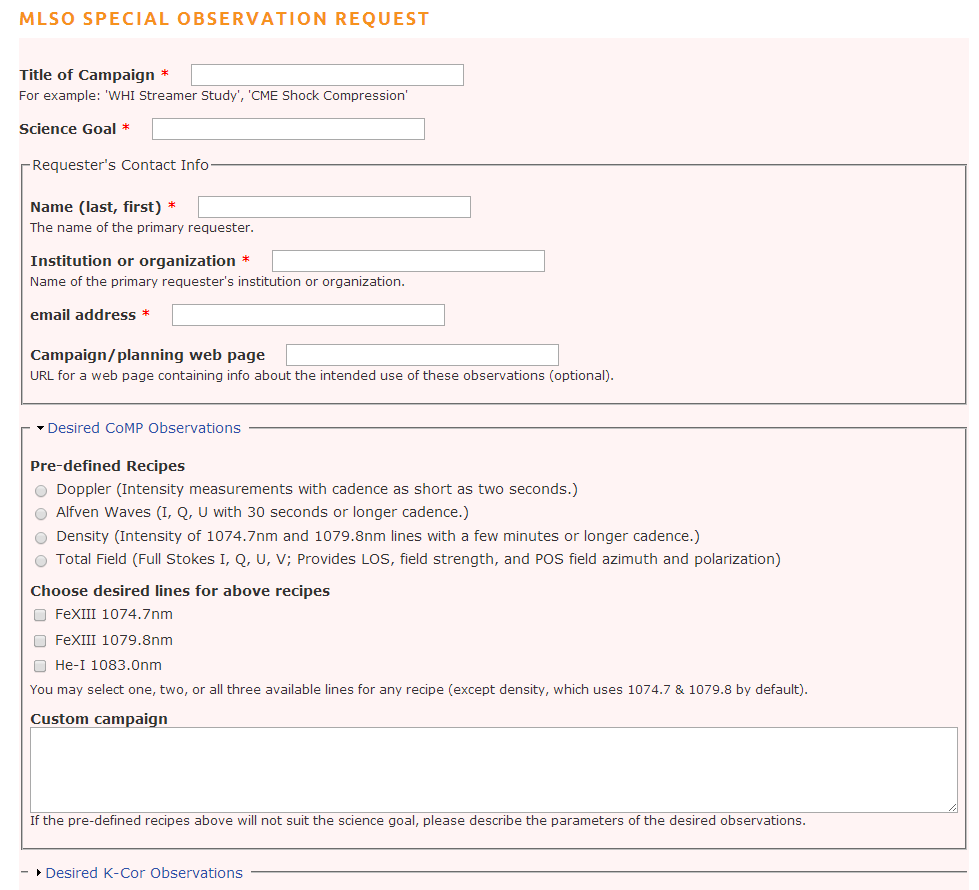 MLSO SPECIAL OBSERVATION REQUEST
Title of Campaign *
For example: 'WHI Streamer Study', 'CME Shock Compression'
Science Goal *
Requester's Contact Info
Name (last, first) *
The name of the primary requester.
Institution or organization *
Name of the primary requester's institution or organization.
email address *
Campaign/planning web page
URL for a web page containing info about the intended use of these observations (optional).
Desired CoMP Observations
Pre-defined Recipes
Doppler (Intensity measurements with cadence as short as two seconds.)
Alfven Waves (I, Q, U with 30 seconds or longer cadence.)
Density (Intensity of 1074.7nm and 1079.8nm lines with a few minutes or longer cadence.)
Total Field (Full Stokes I, Q, U, V; Provides LOS, field strength, and POS field azimuth and polarization)
Choose desired lines for above recipes
FeXIII 1074.7nm
FeXIII 1079.8nm
He-I 1083.0nm
You may select one, two, or all three available lines for any recipe (except density, which uses 1074.7 & 1079.8 by default).
Custom campaign
If the pre-defined recipes above will not suit the science goal, please describe the parameters of the desired observations.
Desired K-Cor Observations